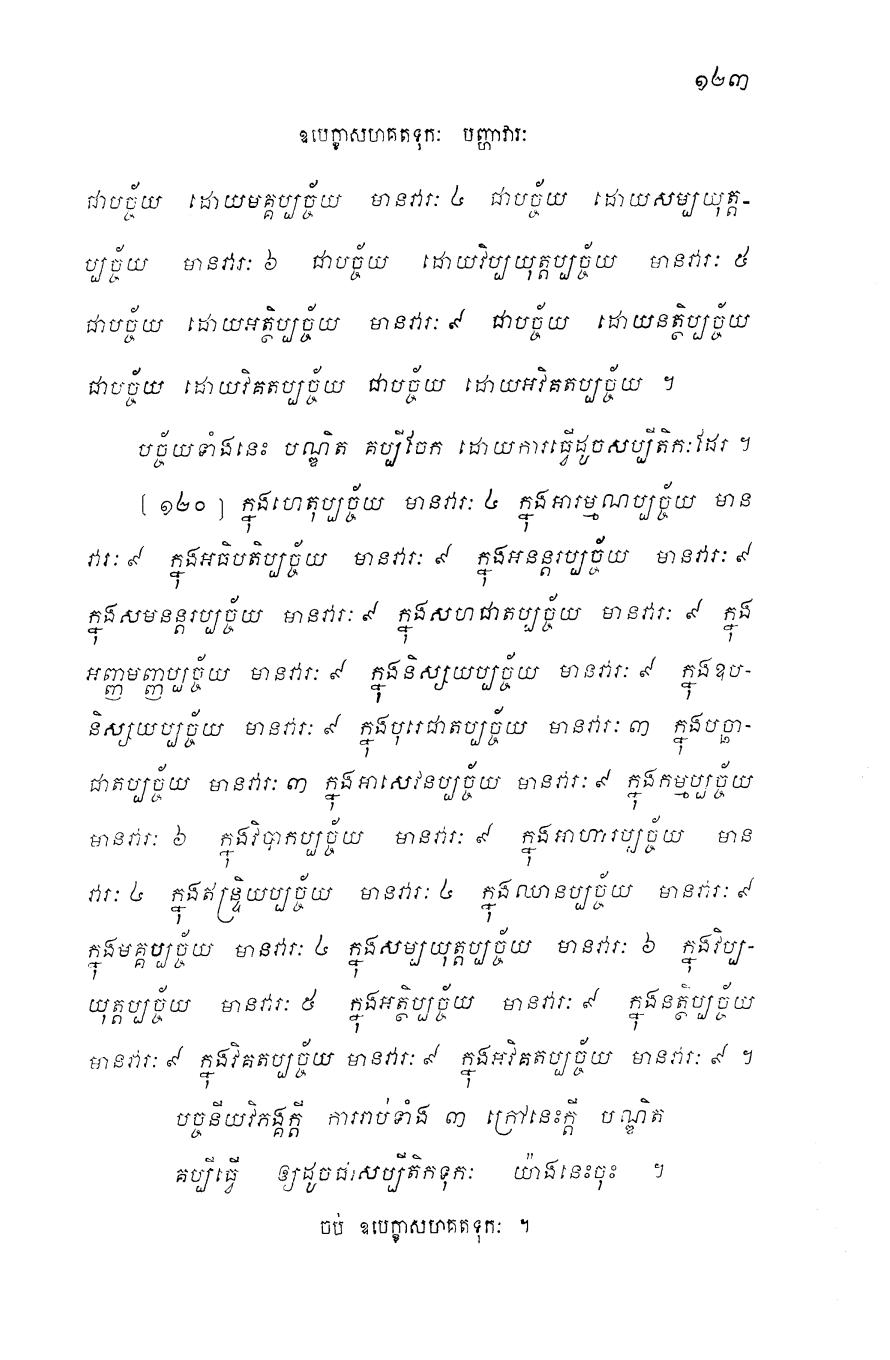 ១២៣
ឧបេក្ខាសហគតទុកៈ បញ្ហាវារៈ
ជាបច្ច័យ ដោយមគ្គប្បច្ច័យ មានវារៈ ៤ ជាបច្ច័យ ដោយសម្បយុត្ត-
ប្បច្ច័យ មានវារៈ ៦ ជាបច្ច័យ ដោយវិប្បយុត្តប្បច្ច័យ មានវារៈ ៥
ជាបច្ច័យ ដោយអត្ថិប្បច្ច័យ មានវារៈ ៩ ជាបច្ច័យ ដោយនត្ថិប្បច្ច័យ
ជាបច្ច័យ ដោយវិគតប្បច្ច័យ ជាបច្ច័យ ដោយអវិគតប្បច្ច័យ ។
បច្ច័យទាំងនេះ បណ្ឌិត គប្បីចែក ដោយការធ្វើដូចសប្បីតិកៈដែរ ។
[ ១២០ ] ក្នុងហេតុប្បច្ច័យ មានវារៈ ៤ ក្នុងអារម្មណប្បច្ច័យ មាន
វារៈ ៩ ក្នុងអធិបតិប្បច្ច័យ មានវារៈ ៩ ក្នុងអនន្តរប្បច្ច័យ មានវារៈ ៩
ក្នុងសមនន្តរប្បច្ច័យ មានវារៈ ៩ ក្នុងសហជាតប្បច្ច័យ មានវារៈ ៩ ក្នុង
អញ្ញមញ្ញប្បច្ច័យ មានវារៈ ៩ ក្នុងនិស្សយប្បច្ច័យ មានវារៈ ៩ ក្នុងឧប-
និស្សយប្បច្ច័យ មានវារៈ ៩ ក្នុងបុរេជាតប្បច្ច័យ មានវារៈ ៣ ក្នុងបច្ឆា-
ជាតប្បច្ច័យ មានវារៈ ៣ ក្នុងអាសេវនប្បច្ច័យ មានវារៈ ៩ ក្នុងកម្មប្បច្ច័យ
មានវារៈ ៦ ក្នុងវិបាកប្បច្ច័យ មានវារៈ ៩ ក្នុងអាហារប្បច្ច័យ មាន
វារៈ ៤ ក្នុងឥន្ទ្រិយប្បច្ច័យ មានវារៈ ៤ ក្នុងឈានប្បច្ច័យ មានវារៈ ៩
ក្នុងមគ្គប្បច្ច័យ មានវារៈ ៤ ក្នុងសម្បយុត្តប្បច្ច័យ មានវារៈ ៦ ក្នុងវិប្ប-
យុត្តប្បច្ច័យ មានវារៈ ៥ ក្នុងអត្ថិប្បច្ច័យ មានវារៈ ៩ ក្នុងនត្ថិប្បច្ច័យ
មានវារៈ ៩ ក្នុងវិគតប្បច្ច័យ មានវារៈ ៩ ក្នុងអវិគតប្បច្ច័យ មានវារៈ ៩ ។
បច្ចនីយវិភង្គក្តី ការរាប់ទាំង ៣ ក្រៅនេះក្តី បណ្ឌិត
គប្បីធ្វើ ឲ្យដូចជាសប្បីតិកទុកៈ យ៉ាងនេះចុះ ។
ចប់ ឧបេក្ខាសហគតទុកៈ ។